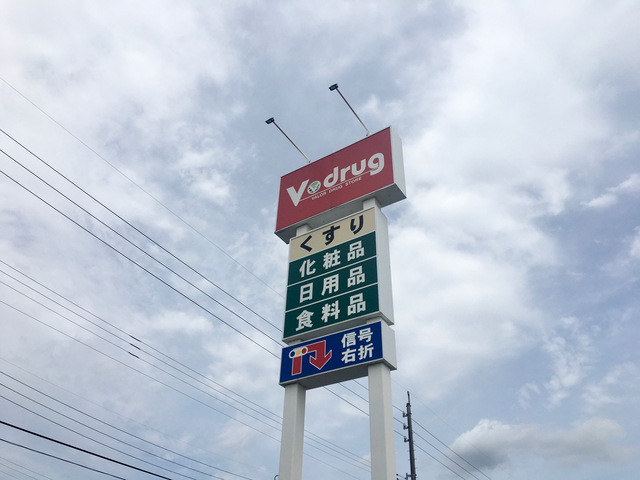 V drug
VALUE DRUG STORE
くすり
化粧品
日用品
食料品
信号
右折